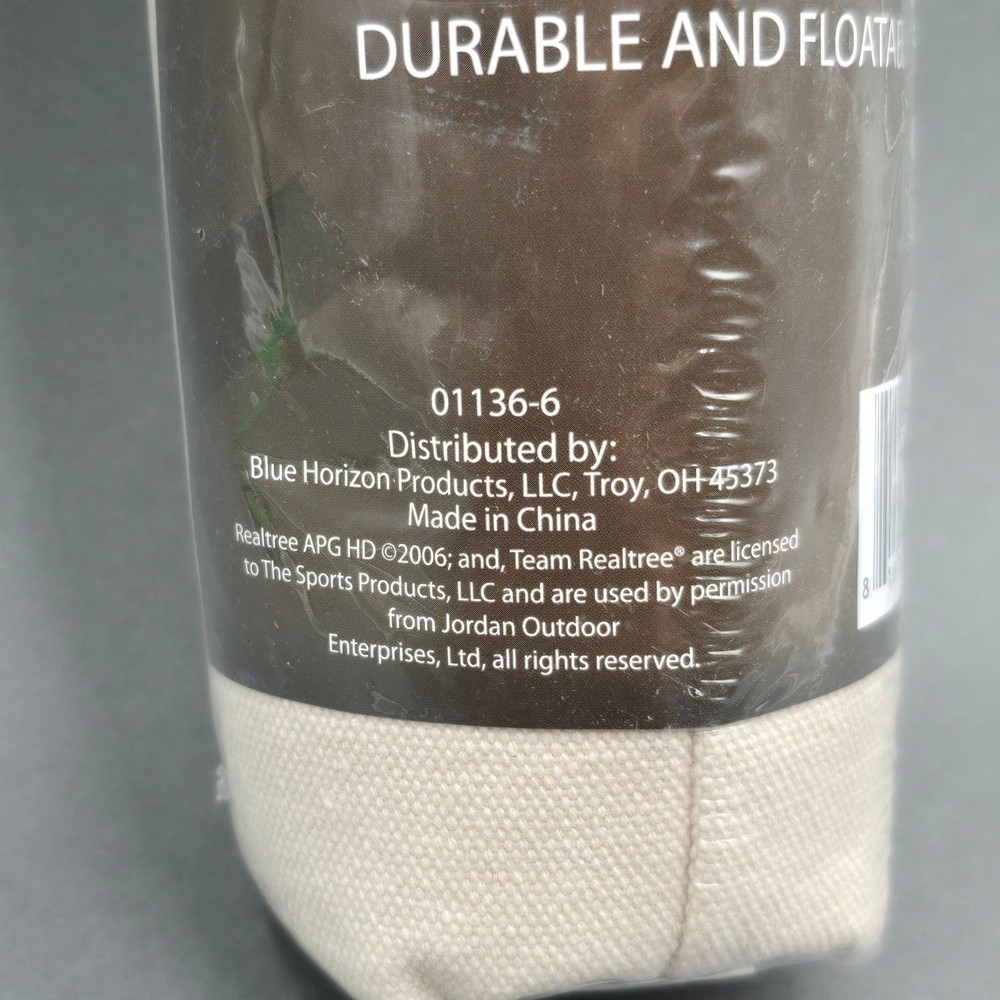 DURABLE AND FLOATAB
01136-6
Distributed by:
Blue Horizon Products, LLC, Troy, OH 45373
Made in China
Realtree APG HD ©2006; and, Team Realtree® are licensed
to The Sports Products, LLC and are used by permission
from Jordan Outdoor
Enterprises, Ltd, all rights reserved.
8